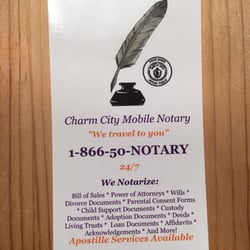 Charm City Mobile Notary
"We travel to you"
1-866-50-NOTARY
24/7
We Notarize:
Bill of Sales * Power of Attorneys * Wills *
Divorce Documents * Parental Consent Forms
* Child Support Documents * Custody
Documents * Adoption Documents * Deeds *
Living Trusts * Loan Documents * Affidavits *
Acknowledgements * And More!
Apostille Services Available